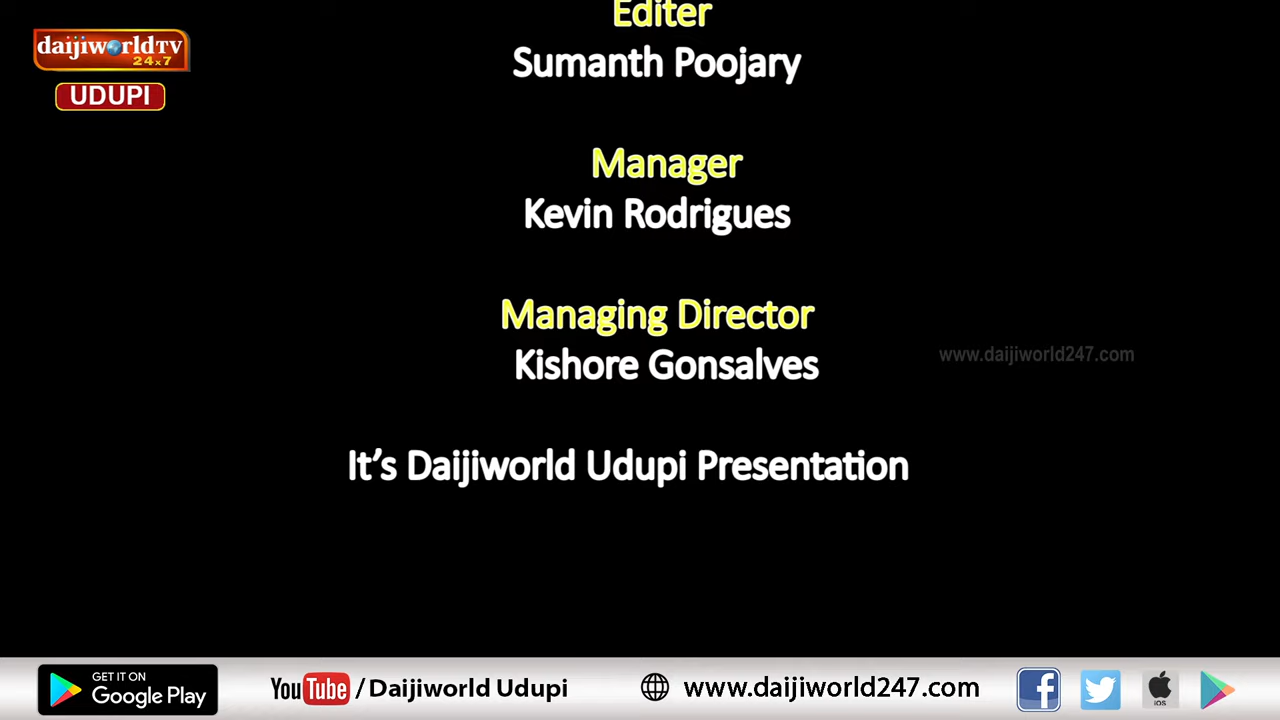 Editer
daijiworldTV
24x7
UDUPI
Sumanth Poojary
Manager
Kevin Rodrigues
Managing Director
Kishore Gonsalves
www.daijiworld247.com
It's Daijiworld Udupi Presentation
GET IT ON
Google Play
YouTube /Daijiworld Udupi
www.daijiworld247.com
f
iOS